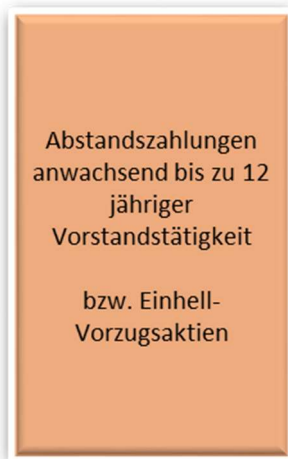 Abstandszahlungen
anwachsend bis zu 12
jähriger
Vorstandstätigkeit
bzw. Einhell-
Vorzugsaktien